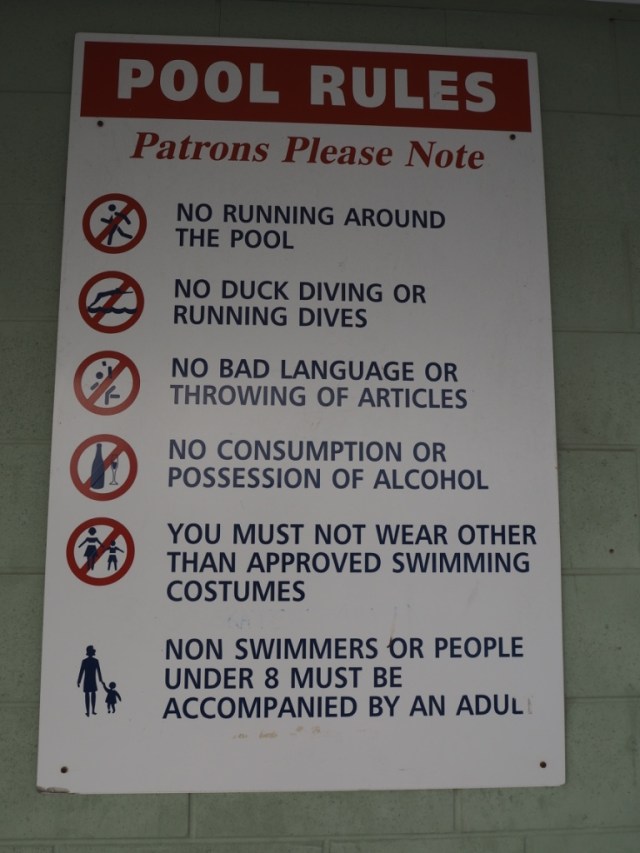 POOL RULES
Patrons Please Note
NO RUNNING AROUND
THE POOL
NO DUCK DIVING OR
RUNNING DIVES
NO BAD LANGUAGE OR
THROWING OF ARTICLES
NO CONSUMPTION OR
POSSESSION OF ALCOHOL
YOU MUST NOT WEAR OTHER
THAN APPROVED SWIMMING
COSTUMES
NON SWIMMERS OR PEOPLE
UNDER 8 MUST BE
ACCOMPANIED BY AN ADUL